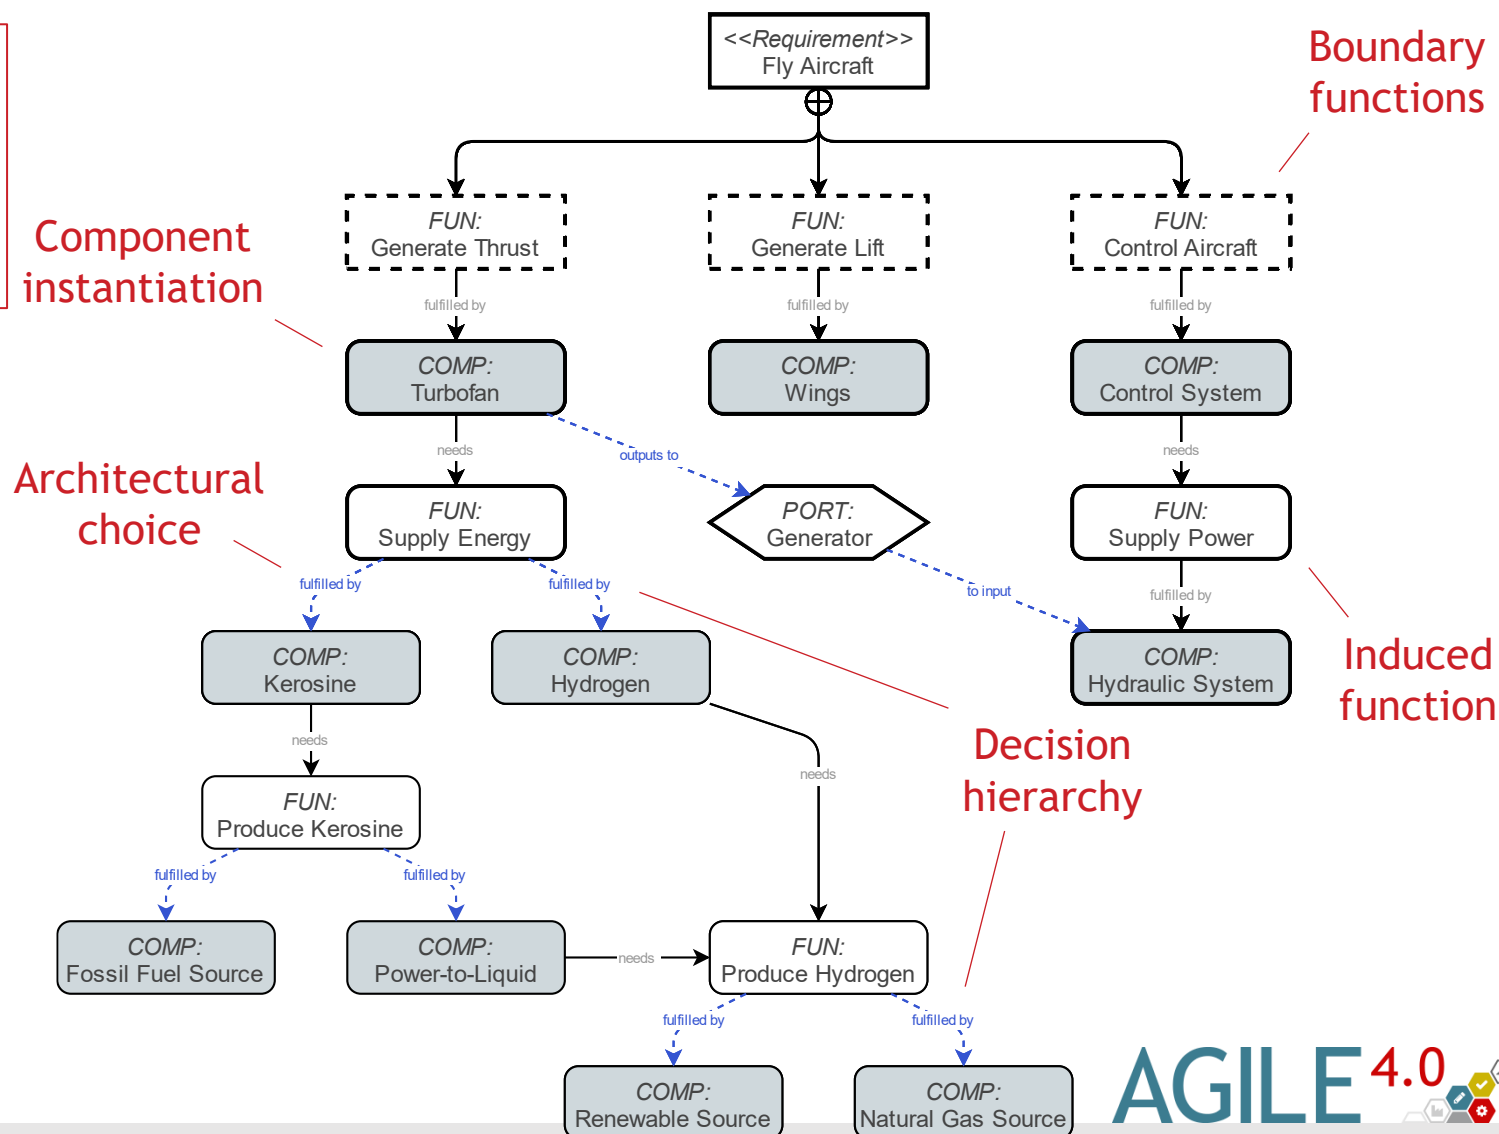 <<Requirement>>
Fly Aircraft
Boundary
functions
FUN:
Generate Thrust
FUN:
Generate Lift
FUN:
Control Aircraft
Component
instantiation
fulfilled by
fulfilled by
fulfilled by
COMP:
Turbofan
COMP:
Wings
COMP:
Control System
needs
outputs to
needs
Architectural
choice
FUN:
Supply Energy
PORT:
Generator
FUN:
Supply Power
fulfilled by
fulfilled by
to input
fulfilled by
COMP:
Kerosine
COMP:
Hydrogen
COMP:
Hydraulic System
Induced
function
needs
needs
Decision
hierarchy
FUN:
Produce Kerosine
fulfilled by
fulfilled by
COMP:
Fossil Fuel Source
COMP:
Power-to-Liquid
needs
FUN:
Produce Hydrogen
fulfilled by
fulfilled by
COMP:
Renewable Source
COMP:
Natural Gas Source
AGILE 4.0